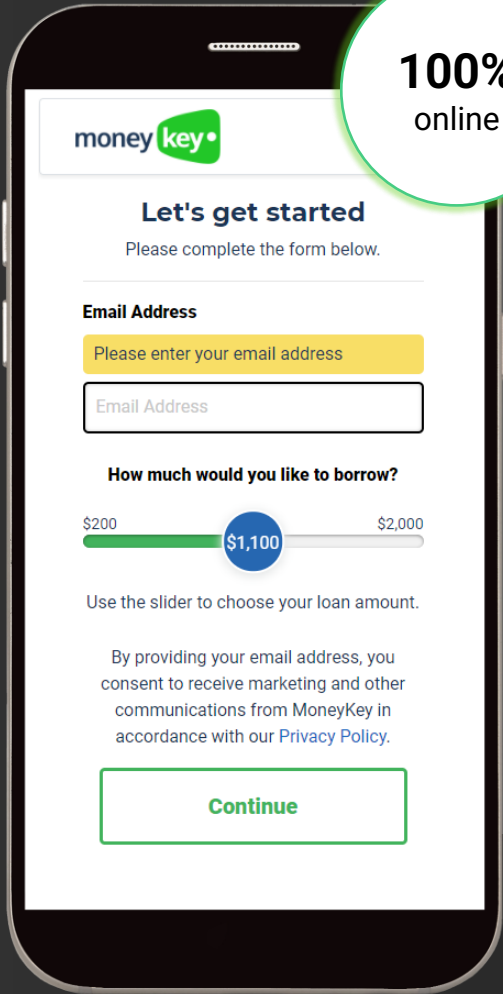 100%
online
money key
Let's get started
Please complete the form below.
Email Address
Please enter your email address
Email Address
How much would you like to borrow?
$200
$2,000
$1,100
Use the slider to choose your loan amount.
By providing your email address, you
consent to receive marketing and other
communications from MoneyKey in
accordance with our Privacy Policy.
Continue